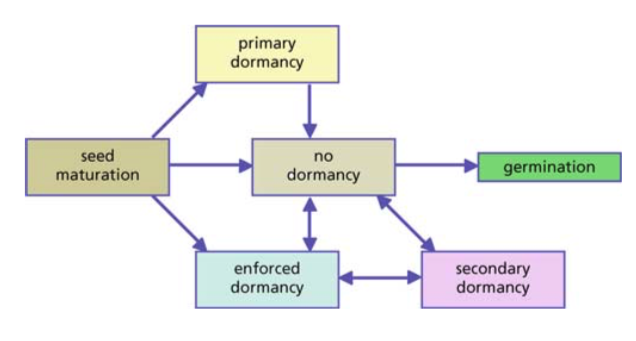 primary
dormancy
seed
maturation
no
dormancy
germination
enforced
dormancy
secondary
dormancy